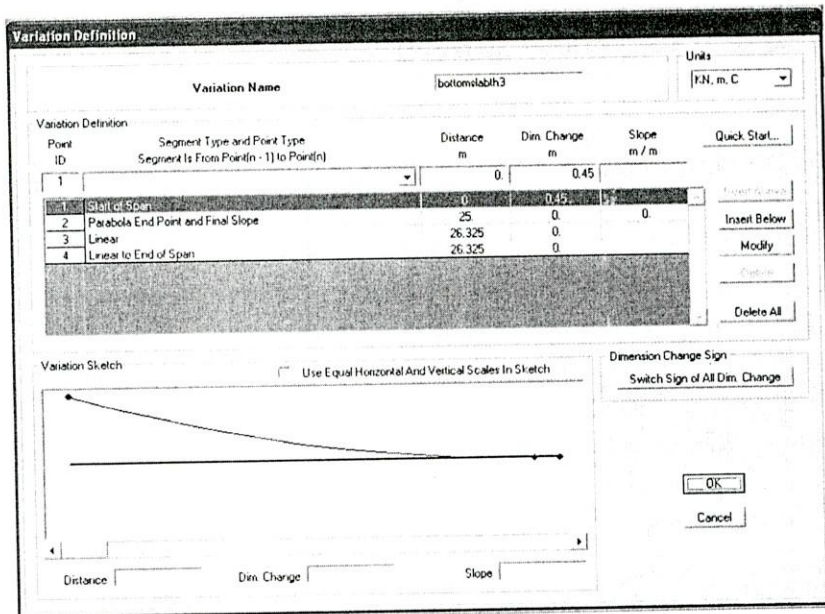 Variation Definition
Units
Variation Name
bottomslabth3
KN, m, C
Variation Definition
Point ID
Segment Type and Point Type
Segment Is From Point(n - 1) to Point(n)
Distance m
Dim. Change m
Slope m / m
Quick Start...
1 0. 0.45
1 Start of Span 0. 0.45
2 Parabola End Point and Final Slope 25. 0. 0.
3 Linear 26.325 0.
4 Linear to End of Span 26.325 0.
Insert Below
Modify
Delete All
Variation Sketch
Use Equal Horizontal And Vertical Scales In Sketch
Dimension Change Sign
Switch Sign of All Dim. Change
OK
Cancel
Distance
Dim. Change
Slope